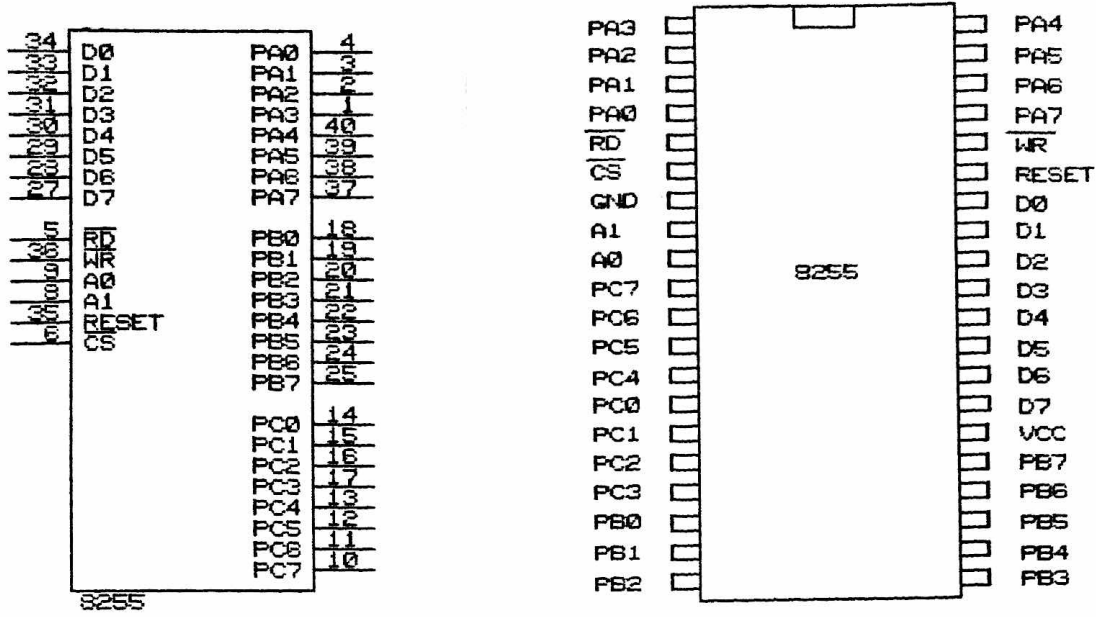 34 D0 PA0 4
33 D1 PA1 3
32 D2 PA2 2
31 D3 PA3 1
30 D4 PA4 40
29 D5 PA5 39
28 D6 PA6 38
27 D7 PA7 37
5 RD PB0 18
36 WR PB1 19
9 A0 PB2 20
8 A1 PB3 21
35 RESET PB4 22
6 CS PB5 23
PB6 24
PB7 25
PC0 14
PC1 15
PC2 16
PC3 17
PC4 13
PC5 12
PC6 11
PC7 10
8255
PA3 PA4
PA2 PA5
PA1 PA6
PA0 PA7
RD WR
CS RESET
GND D0
A1 D1
A0 8255 D2
PC7 D3
PC6 D4
PC5 D5
PC4 D6
PC0 D7
PC1 VCC
PC2 PB7
PC3 PB6
PB0 PB5
PB1 PB4
PB2 PB3